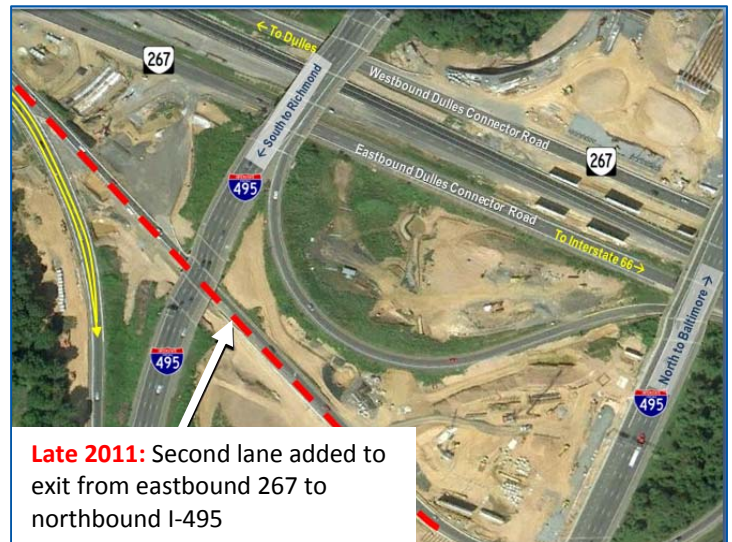 ← To Dulles
267
Westbound Dulles Connector Road
← South to Richmond
267
495
Eastbound Dulles Connector Road
To Interstate 66 →
North to Baltimore →
495
495
Late 2011: Second lane added to
exit from eastbound 267 to
northbound I-495